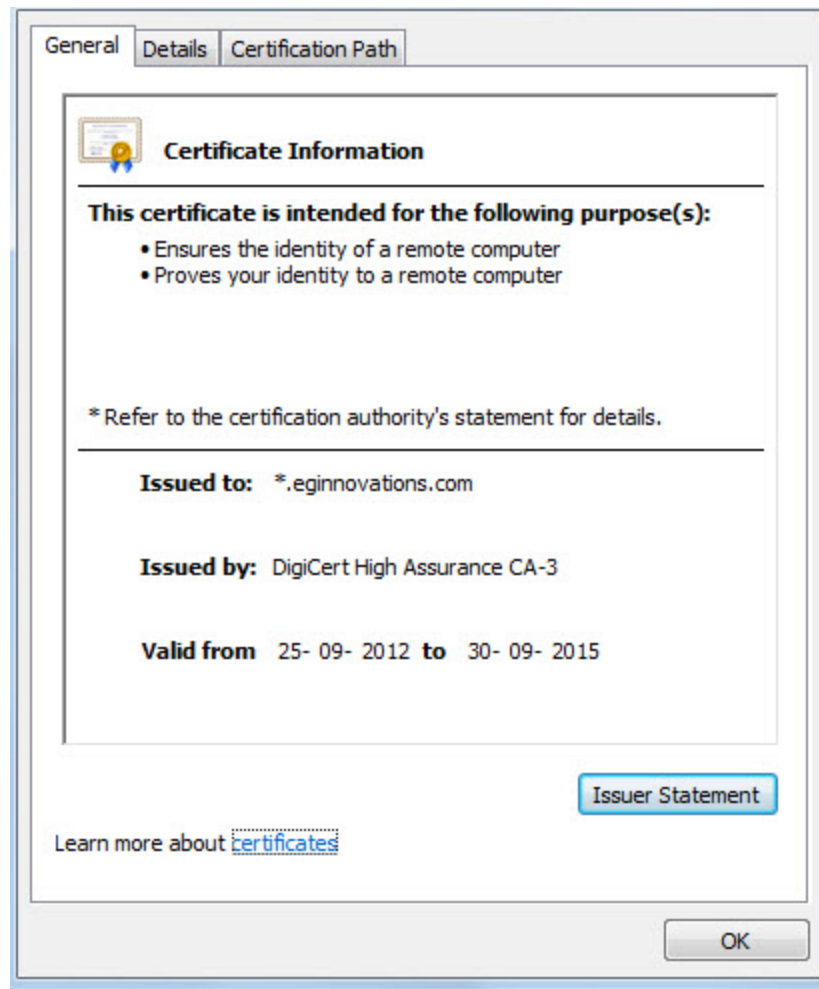 General Details Certification Path
Certificate Information
This certificate is intended for the following purpose(s):
• Ensures the identity of a remote computer
• Proves your identity to a remote computer
* Refer to the certification authority's statement for details.
Issued to: *.eginnovations.com
Issued by: DigiCert High Assurance CA-3
Valid from 25- 09- 2012 to 30- 09- 2015
Issuer Statement
Learn more about certificates
OK